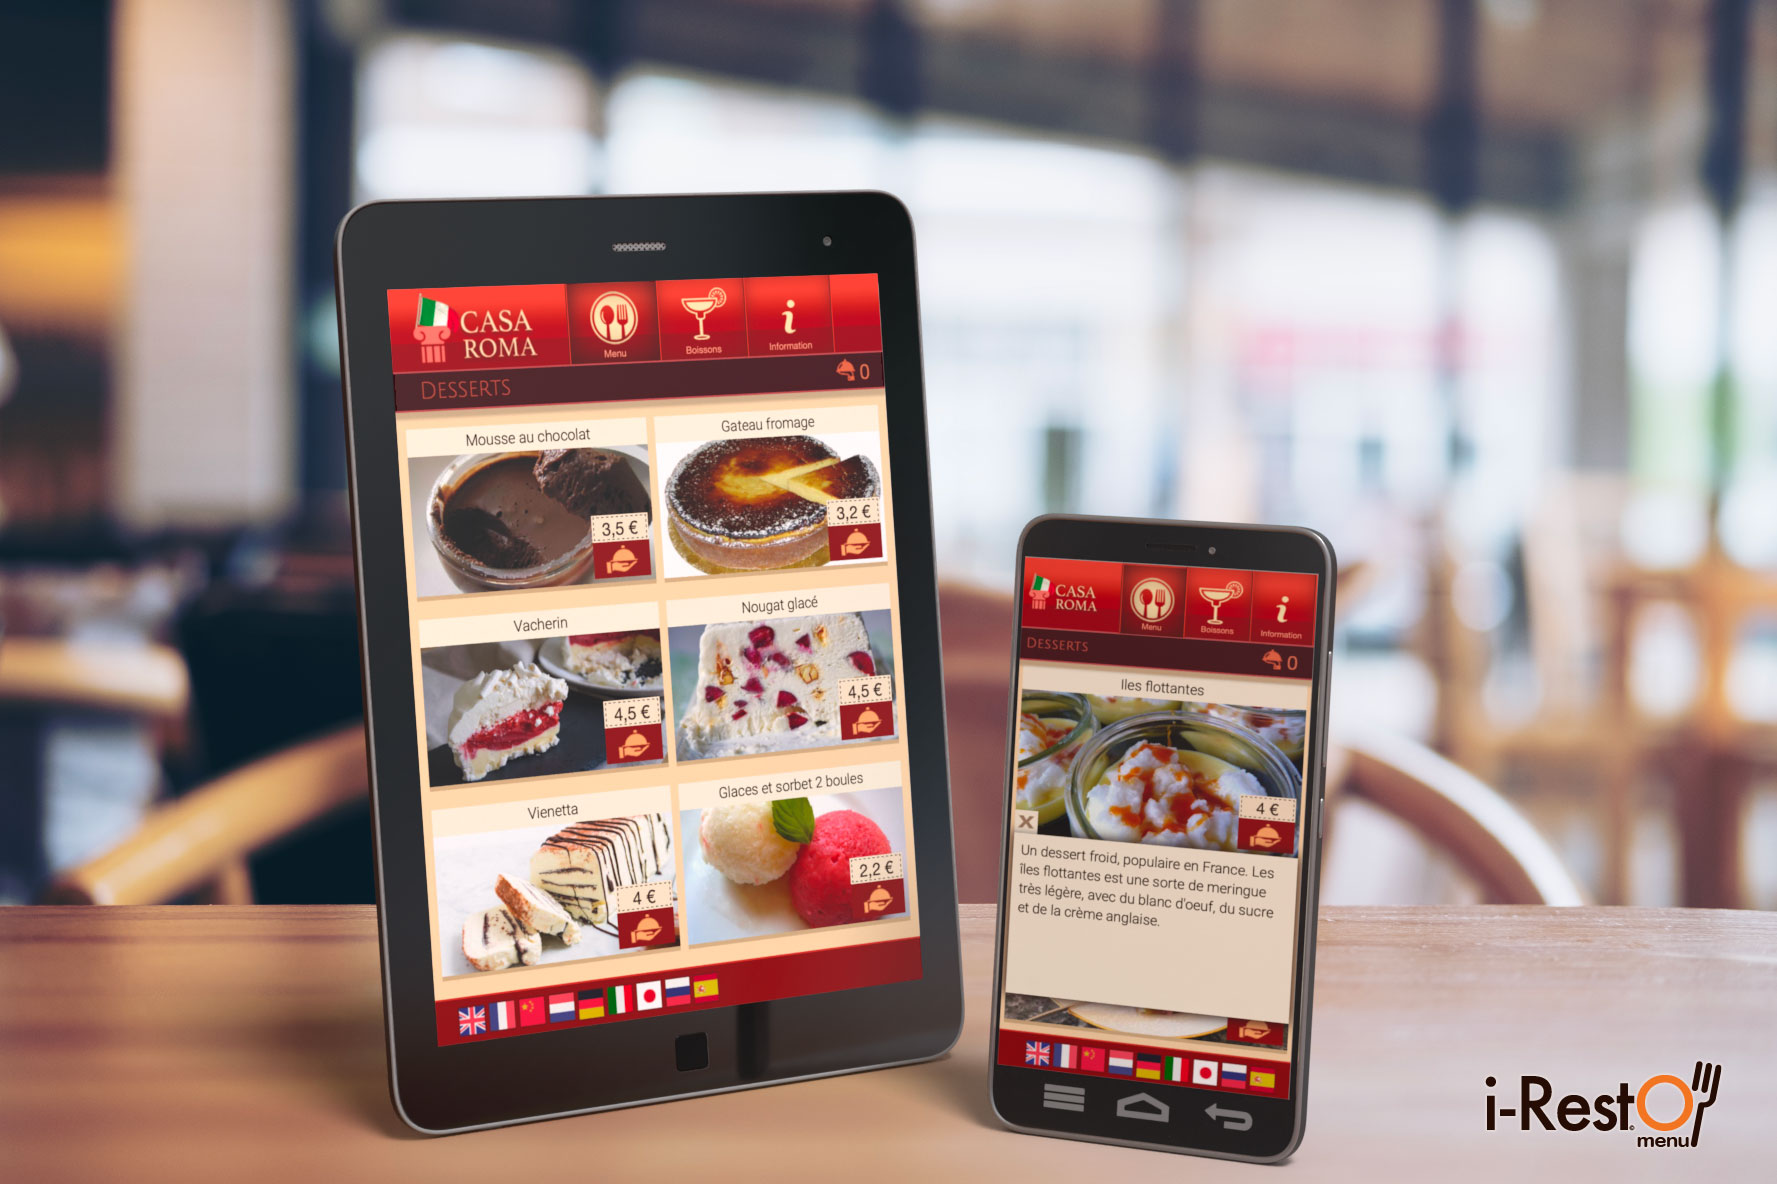 CASA
ROMA
Menu
Boissons
Information
DESSERTS
0
Mousse au chocolat
3,5 €
Gateau fromage
3,2 €
Vacherin
4,5 €
Nougat glacé
4,5 €
Vienetta
4 €
Glaces et sorbet 2 boules
2,2 €
CASA
ROMA
Menu
Boissons
Information
DESSERTS
0
Iles flottantes
4 €
X
Un dessert froid, populaire en France. Les
îles flottantes est une sorte de meringue
très légère, avec du blanc d'oeuf, du sucre
et de la crème anglaise.
i-RestO
menu